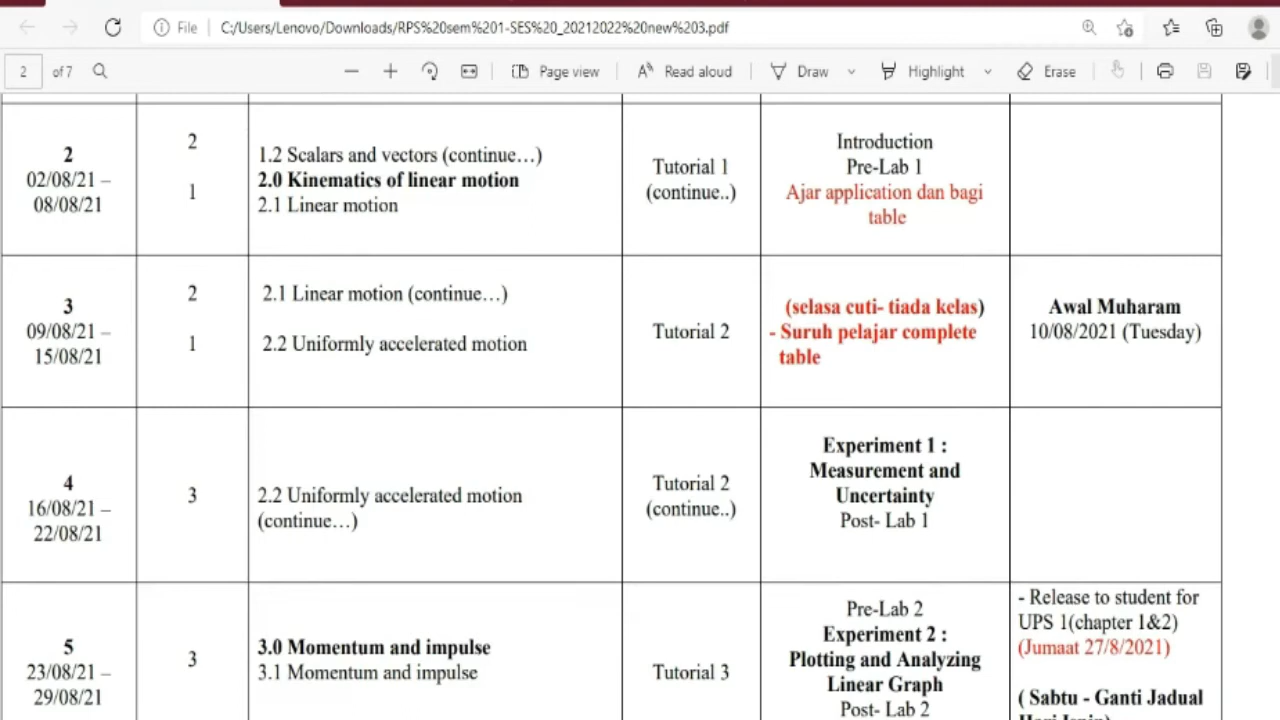 File
C:/Users/Lenovo/Downloads/RPS%20sem%201-SES%20_20212022%20new%203.pdf
2 of 7
Page view
Read aloud
Draw
Highlight
Erase
2
02/08/21 –
08/08/21
2
1
1.2 Scalars and vectors (continue…)
2.0 Kinematics of linear motion
2.1 Linear motion
Tutorial 1
(continue..)
Introduction
Pre-Lab 1
Ajar application dan bagi
table
3
09/08/21 –
15/08/21
2
1
2.1 Linear motion (continue…)
2.2 Uniformly accelerated motion
Tutorial 2
(selasa cuti- tiada kelas)
- Suruh pelajar complete
table
Awal Muharam
10/08/2021 (Tuesday)
4
16/08/21 –
22/08/21
3
2.2 Uniformly accelerated motion
(continue…)
Tutorial 2
(continue..)
Experiment 1 :
Measurement and
Uncertainty
Post- Lab 1
5
23/08/21 –
29/08/21
3
3.0 Momentum and impulse
3.1 Momentum and impulse
Tutorial 3
Pre-Lab 2
Experiment 2 :
Plotting and Analyzing
Linear Graph
Post- Lab 2
- Release to student for
UPS 1(chapter 1&2)
(Jumaat 27/8/2021)
( Sabtu - Ganti Jadual
Hari Isnin)